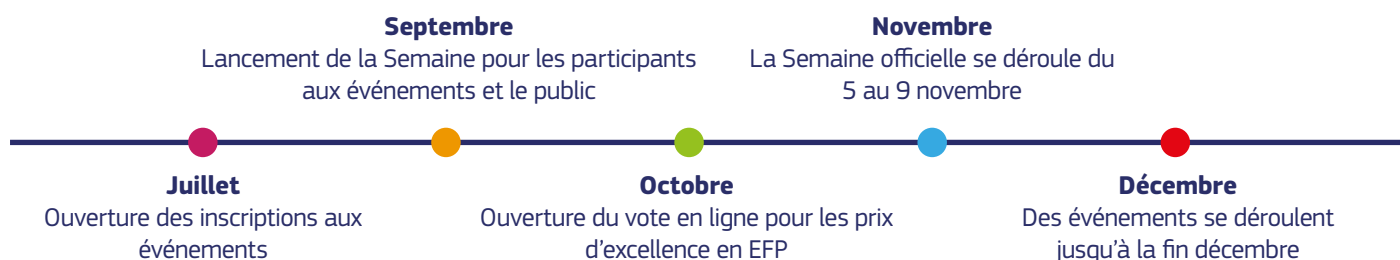 Septembre
Lancement de la Semaine pour les participants
aux événements et le public
Novembre
La Semaine officielle se déroule du
5 au 9 novembre
Juillet
Ouverture des inscriptions aux
événements
Octobre
Ouverture du vote en ligne pour les prix
d'excellence en EFP
Décembre
Des événements se déroulent
jusqu'à la fin décembre